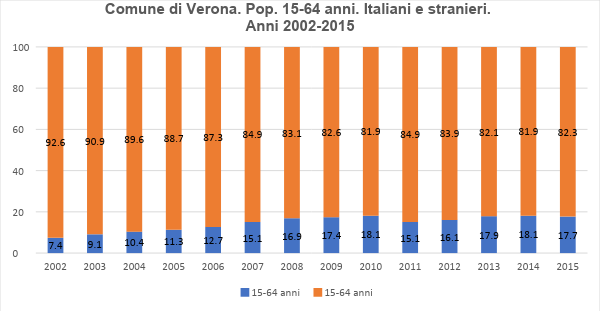 Comune di Verona. Pop. 15-64 anni. Italiani e stranieri.
Anni 2002-2015
100
80
60
40
20
0
92.6 90.9 89.6 88.7 87.3 84.9 83.1 82.6 81.9 84.9 83.9 82.1 81.9 82.3
7.4 9.1 10.4 11.3 12.7 15.1 16.9 17.4 18.1 15.1 16.1 17.9 18.1 17.7
2002 2003 2004 2005 2006 2007 2008 2009 2010 2011 2012 2013 2014 2015
15-64 anni 15-64 anni